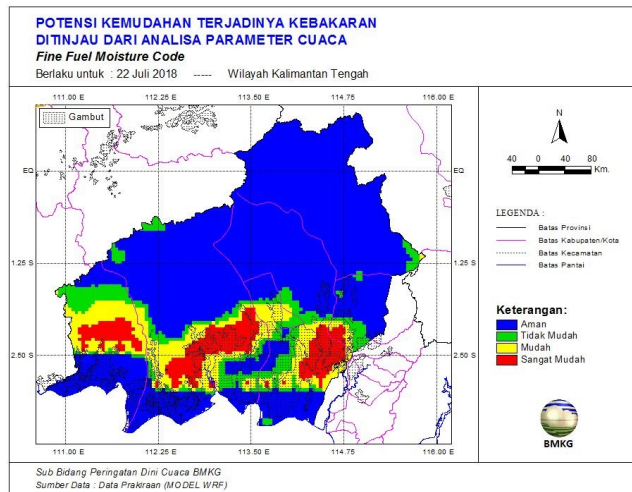 POTENSI KEMUDAHAN TERJADINYA KEBAKARAN
DITINJAU DARI ANALISA PARAMETER CUACA
Fine Fuel Moisture Code
Berlaku untuk : 22 Juli 2018 ----- Wilayah Kalimantan Tengah
111.00 E 112.25 E 113.50 E 114.75 E 116.00 E
Gambut
EQ
EQ
1.25 S
1.25 S
2.50 S
2.50 S
111.00 E 112.25 E 113.50 E 114.75 E 116.00 E
N
40 0 40 80
Km.
LEGENDA :
Batas Provinsi
Batas Kabupaten/Kota
Batas Kecamatan
Batas Pantai
Keterangan:
Aman
Tidak Mudah
Mudah
Sangat Mudah
BMKG
Sub Bidang Peringatan Dini Cuaca BMKG
Sumber Data : Data Prakiraan (MODEL WRF)